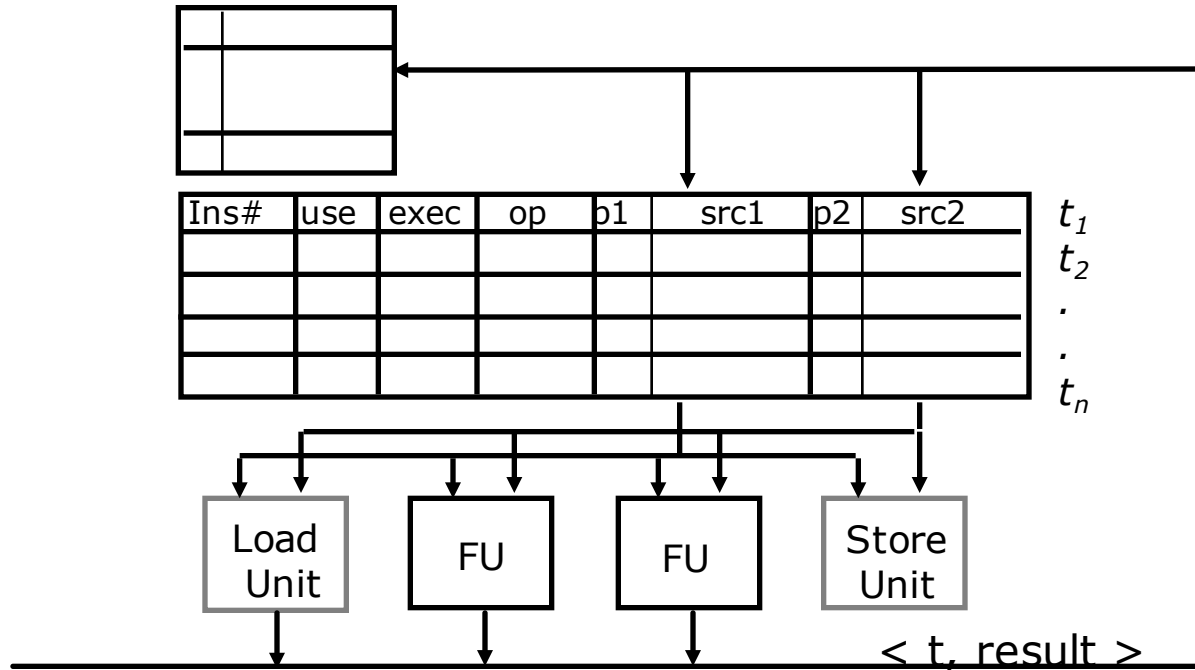 Ins# use exec op p1 src1 p2 src2 t1
t2
.
.
tn
Load Unit
FU
FU
Store Unit
< t, result >